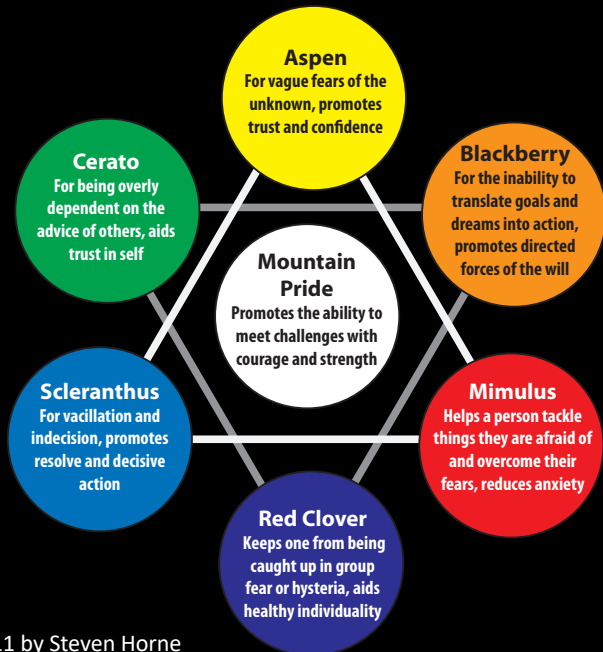 Aspen
For vague fears of the
unknown, promotes
trust and confidence
Cerato
For being overly
dependent on the
advice of others, aids
trust in self
Blackberry
For the inability to
translate goals and
dreams into action,
promotes directed
forces of the will
Mountain
Pride
Promotes the ability to
meet challenges with
courage and strength
Scleranthus
For vacillation and
indecision, promotes
resolve and decisive
action
Mimulus
Helps a person tackle
things they are afraid of
and overcome their
fears, reduces anxiety
Red Clover
Keeps one from being
caught up in group
fear or hysteria, aids
healthy individuality
by Steven Horne